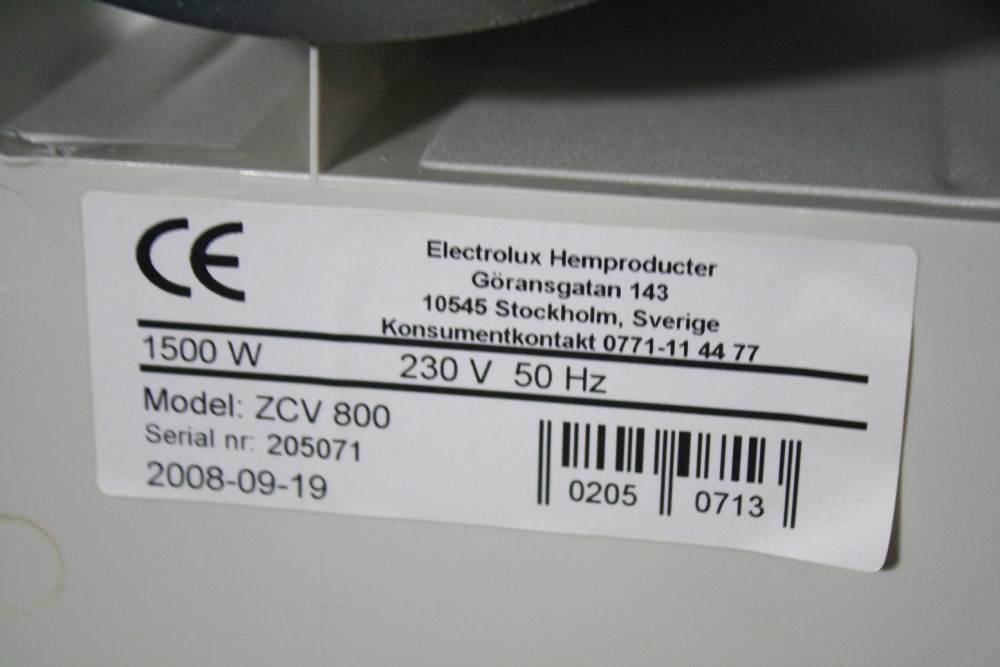 CE
Electrolux Hemproducter
Göransgatan 143
10545 Stockholm, Sverige
Konsumentkontakt 0771-11 44 77
1500 W 230 V 50 Hz
Model: ZCV 800
Serial nr: 205071
2008-09-19
0205 0713